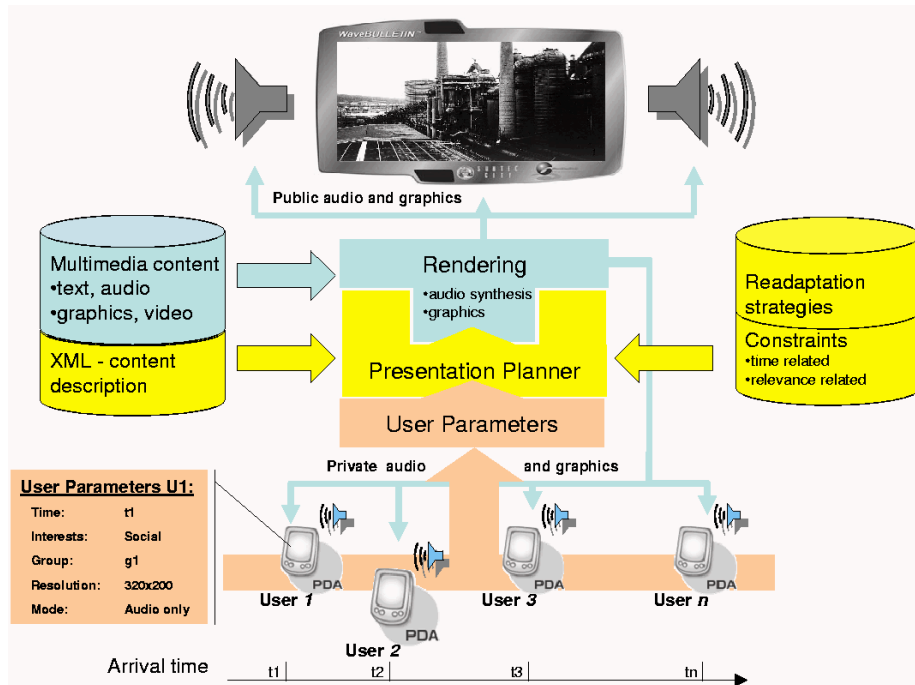 WaveBULLETIN™
SUNTEC
CITY
Public audio and graphics
Multimedia content
•text, audio
•graphics, video
XML - content
description
Rendering
•audio synthesis
•graphics
Presentation Planner
User Parameters
Readaptation
strategies
Constraints
•time related
•relevance related
Private audio and graphics
User Parameters U1:
Time: t1
Interests: Social
Group: g1
Resolution: 320x200
Mode: Audio only
PDA
User 1
PDA
User 2
PDA
User 3
PDA
User n
Arrival time t1 t2 t3 tn